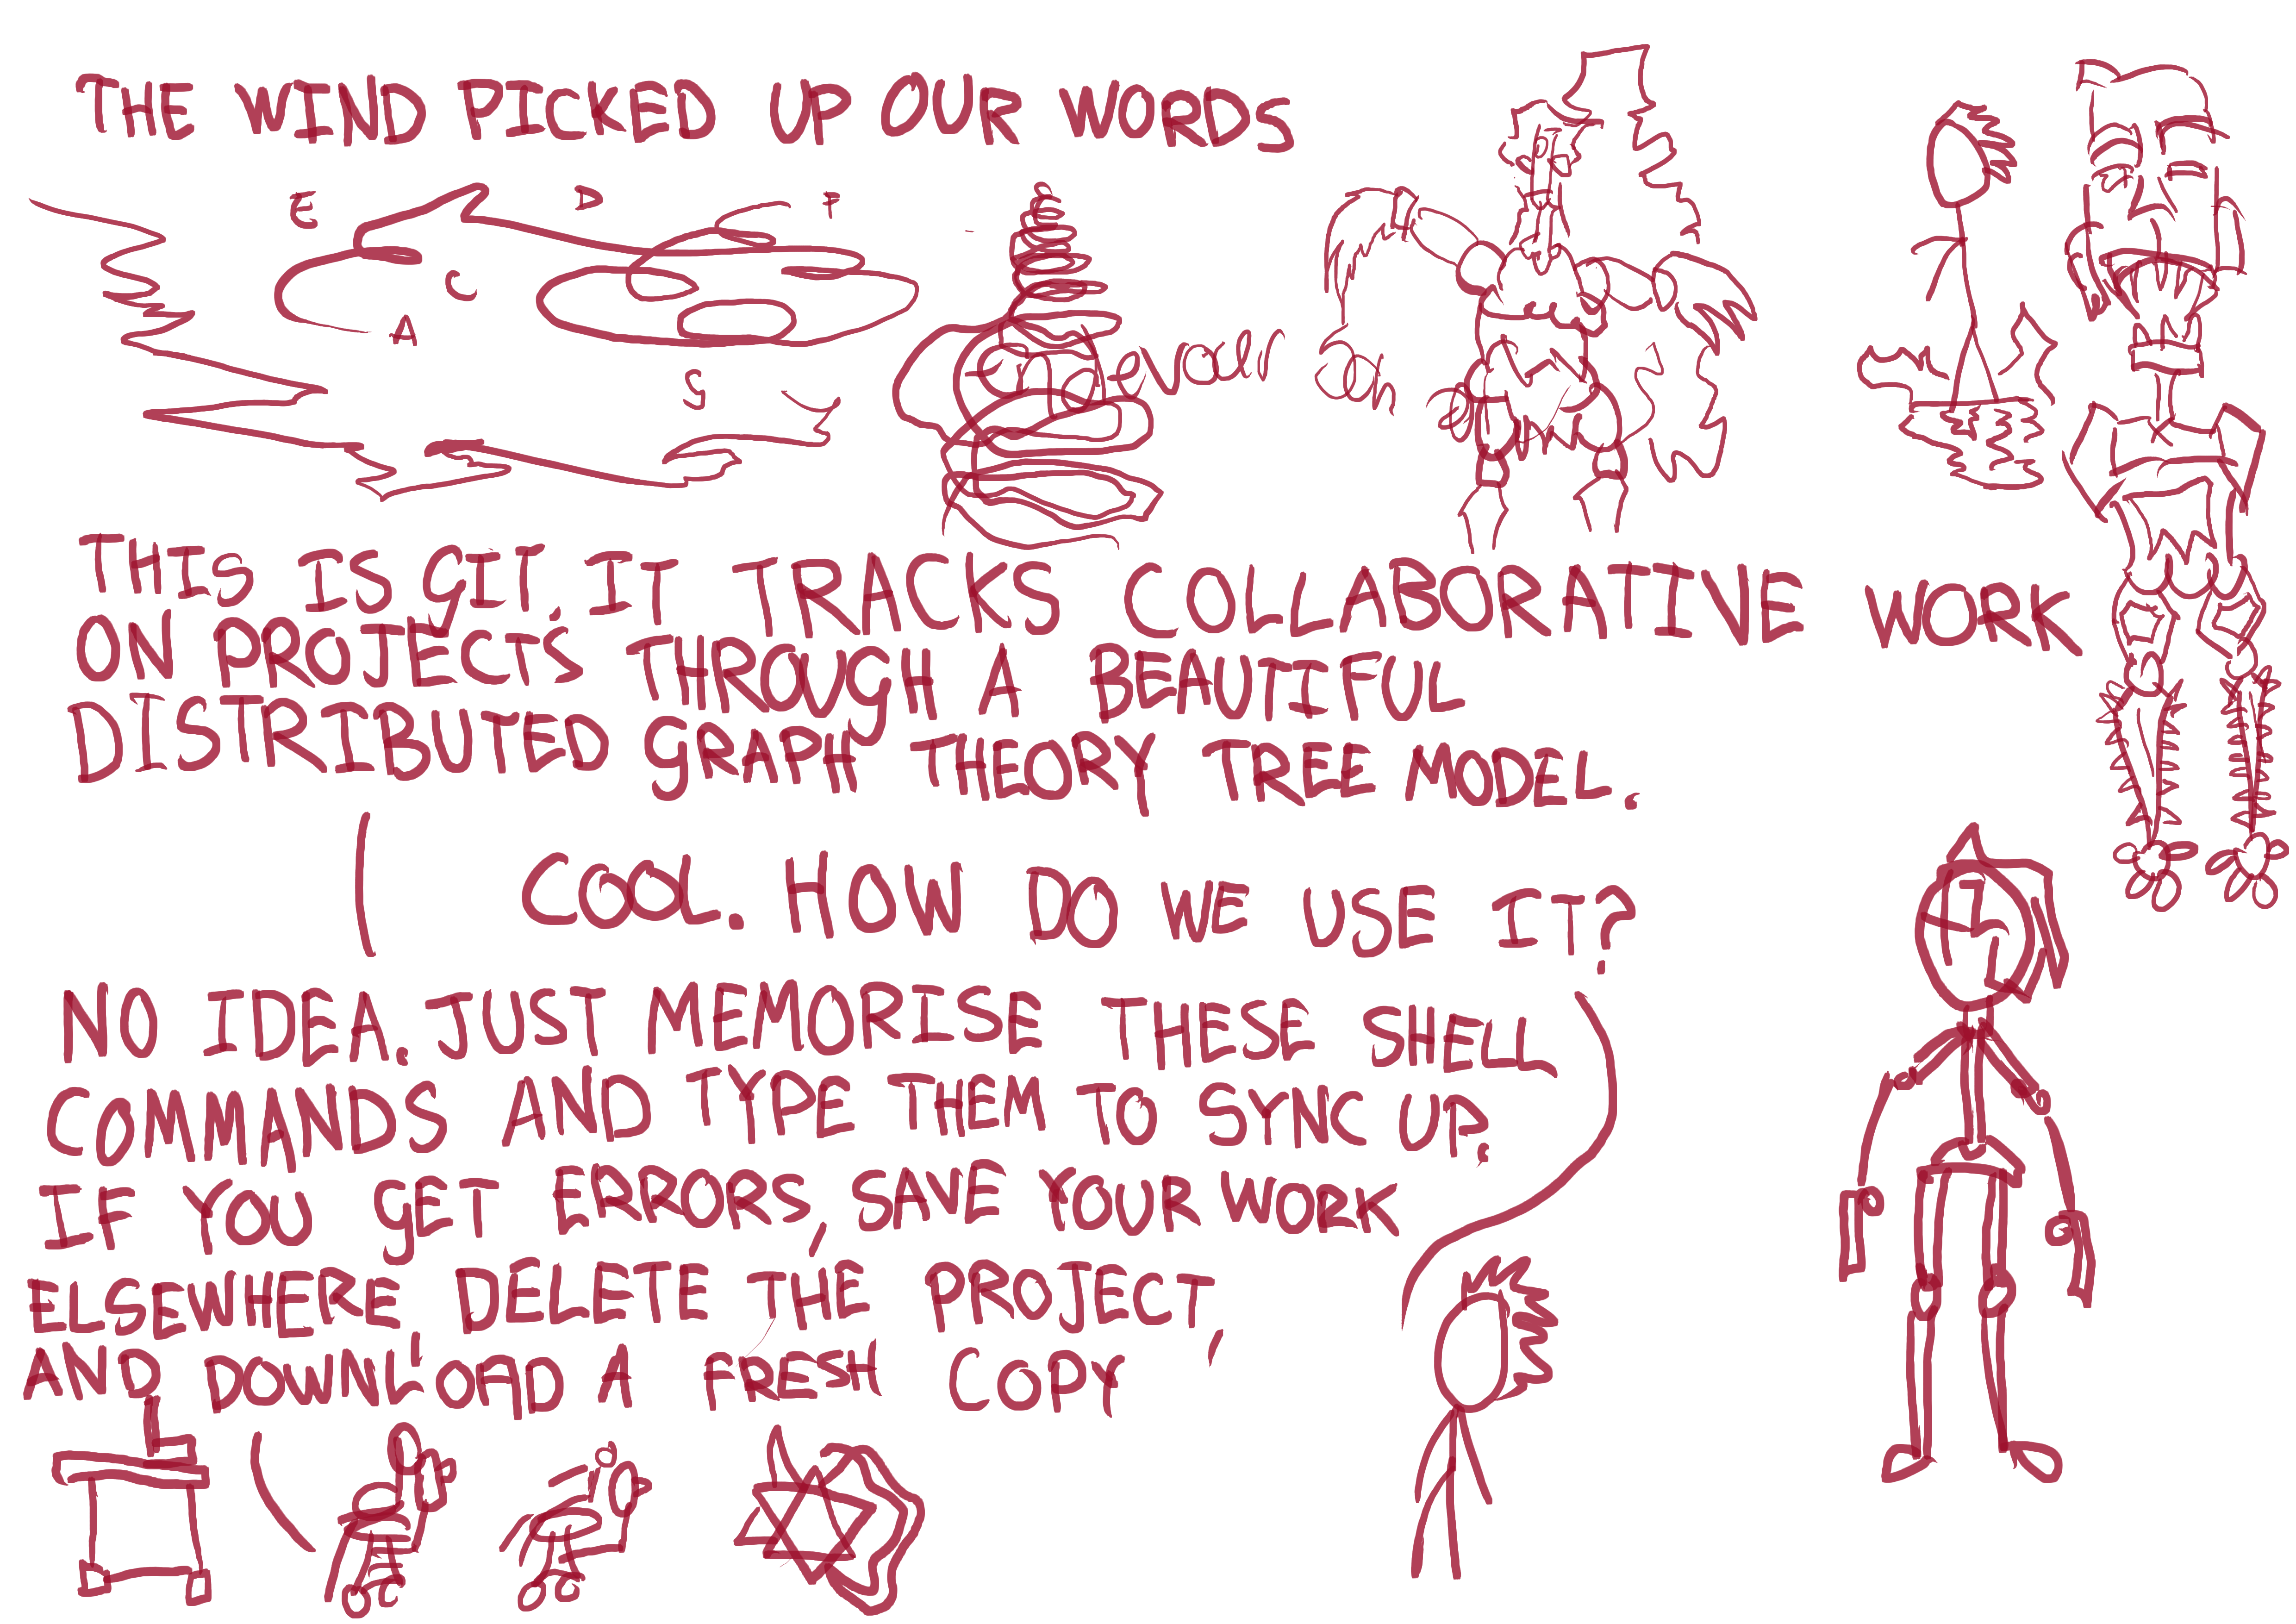 THE WIND PICKED UP OUR WORDS
E D F
C
A
G
THIS IS GIT, IT TRACKS COLLABORATIVE WORK
ON PROJECTS THROUGH A BEAUTIFUL
DISTRIBUTED GRAPH THEORY TREE MODEL.
COOL. HOW DO WE USE IT?
NO IDEA. JUST MEMORISE THESE SHELL
COMMANDS AND TYPE THEM TO SYNC UP.
IF YOU GET ERRORS, SAVE YOUR WORK
ELSEWHERE, DELETE THE PROJECT,
AND DOWNLOAD A FRESH COPY